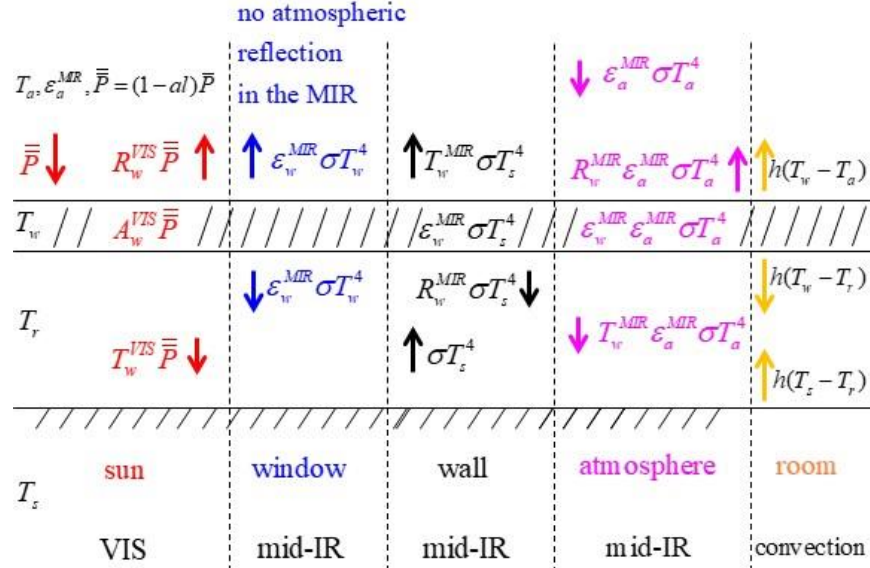 no atmospheric
reflection
in the MIR
T_a, ε_a^{MIR}, P̿ = (1−al)P̄
ε_a^{MIR}σT_a^4
P̿
R_w^{VIS}P̿
ε_w^{MIR}σT_w^4
T_w^{MIR}σT_s^4
R_w^{MIR}ε_a^{MIR}σT_a^4
h(T_w−T_a)
T_w
A_w^{VIS}P̿
ε_w^{MIR}σT_s^4
ε_w^{MIR}ε_a^{MIR}σT_a^4
T_r
ε_w^{MIR}σT_w^4
R_w^{MIR}σT_s^4
h(T_w−T_r)
T_w^{VIS}P̿
σT_s^4
T_w^{MIR}ε_a^{MIR}σT_a^4
h(T_s−T_r)
T_s
sun
window
wall
atmosphere
room
VIS
mid-IR
mid-IR
mid-IR
convection